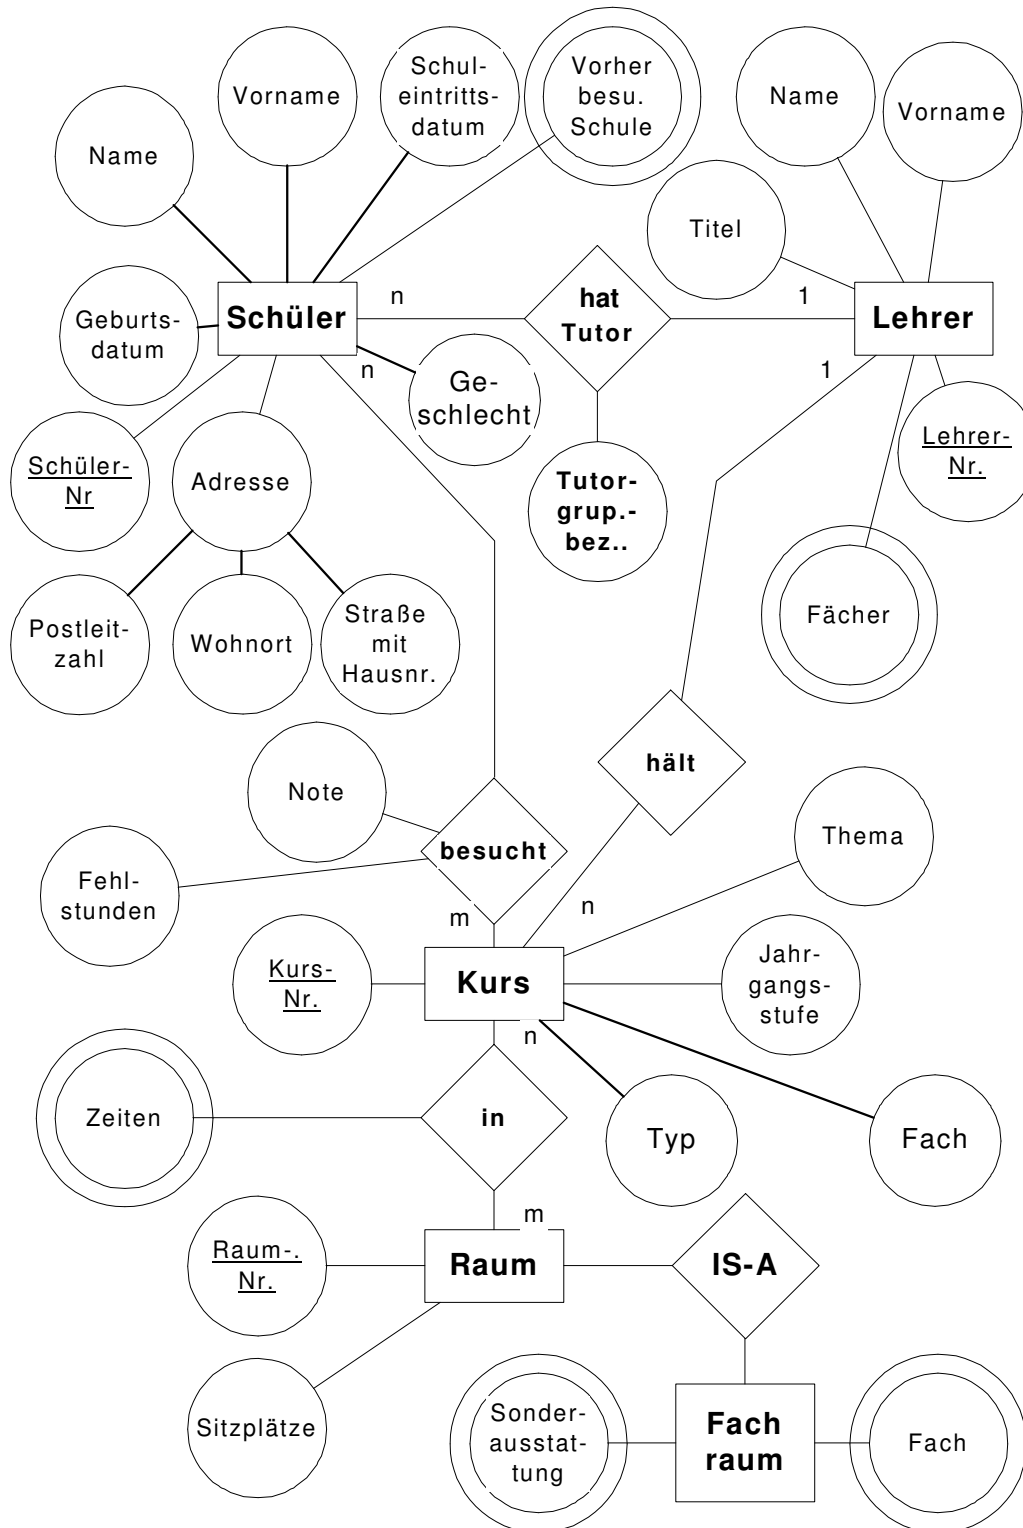 Vorname
Schul-
eintritts-
datum
Vorher
besu.
Schule
Name
Vorname
Name
Titel
Geburts-
datum
Schüler
n
hat
Tutor
1
Lehrer
n
1
Ge-
schlecht
Schüler-
Nr
Adresse
Tutor-
grup.-
bez..
Lehrer-
Nr.
Postleit-
zahl
Wohnort
Straße
mit
Hausnr.
Fächer
hält
Note
besucht
Thema
Fehl-
stunden
m
n
Kurs-
Nr.
Kurs
Jahr-
gangs-
stufe
n
Zeiten
in
Typ
Fach
m
Raum-.
Nr.
Raum
IS-A
Sitzplätze
Sonder-
ausstat-
tung
Fach
raum
Fach